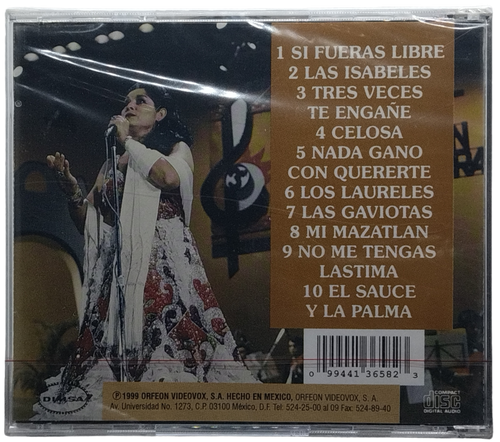 1 SI FUERAS LIBRE
2 LAS ISABELES
3 TRES VECES
TE ENGAÑE
4 CELOSA
5 NADA GANO
CON QUERERTE
6 LOS LAURELES
7 LAS GAVIOTAS
8 MI MAZATLAN
9 NO ME TENGAS
LASTIMA
10 EL SAUCE
Y LA PALMA
0 99441 36582 3
DIMSA
℗ 1999 ORFEON VIDEOVOX, S.A. HECHO EN MEXICO, ORFEON VIDEOVOX, S.A.
Av. Universidad No. 1273, C.P. 03100 México, D.F. Tel: 524-25-00 al 09 Fax: 524-89-40
COMPACT
disc
DIGITAL AUDIO